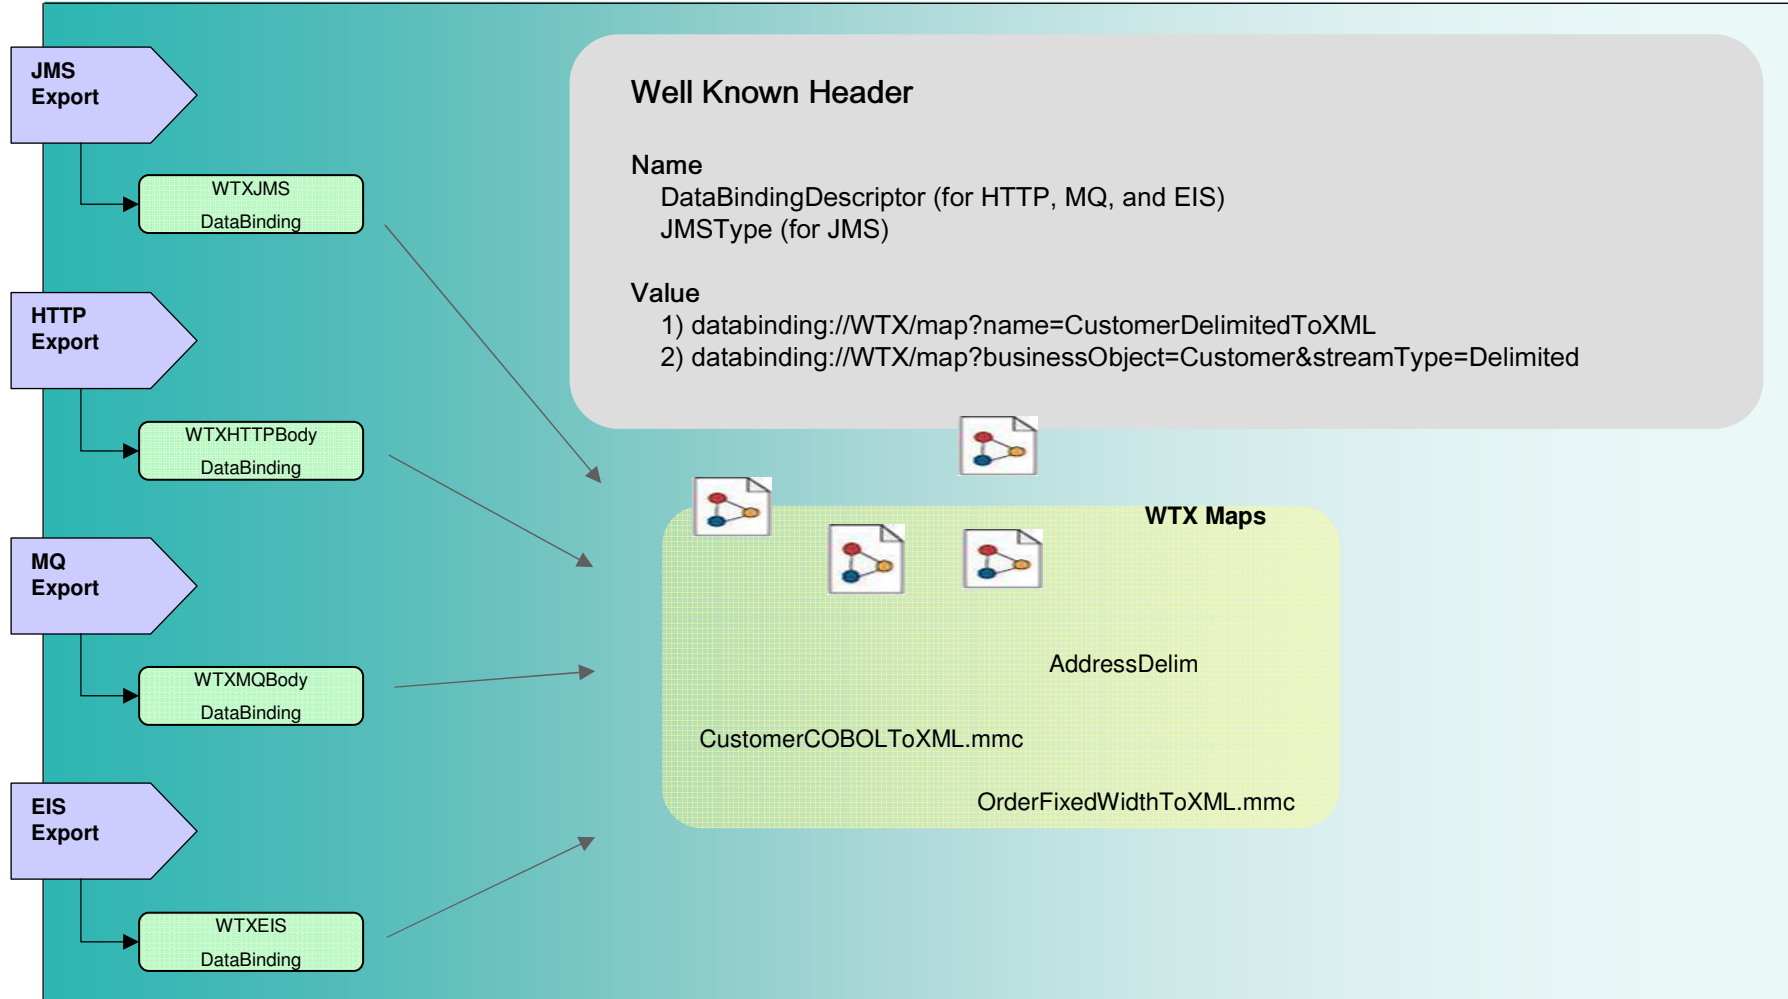 JMS
Export
WTXJMS
DataBinding
HTTP
Export
WTXHTTPBody
DataBinding
MQ
Export
WTXMQBody
DataBinding
EIS
Export
WTXEIS
DataBinding
Well Known Header
Name
DataBindingDescriptor (for HTTP, MQ, and EIS)
JMSType (for JMS)
Value
1) databinding://WTX/map?name=CustomerDelimitedToXML
2) databinding://WTX/map?businessObject=Customer&streamType=Delimited
WTX Maps
AddressDelim
CustomerCOBOLToXML.mmc
OrderFixedWidthToXML.mmc